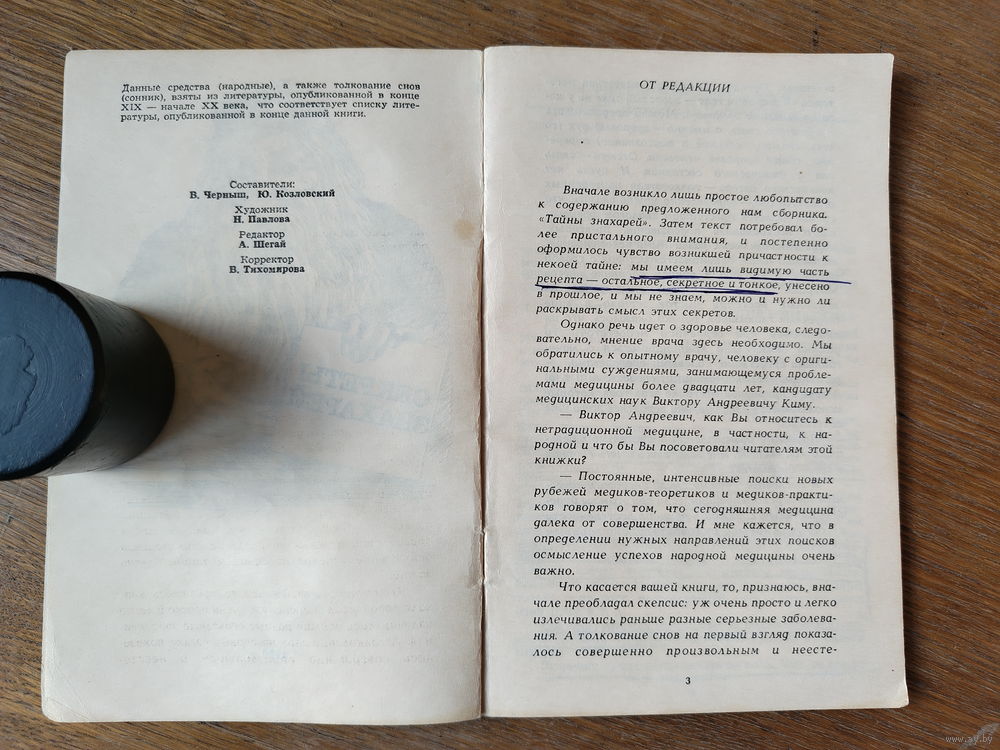 Данные средства (народные), а также толкование снов
(сонник), взяты из литературы, опубликованной в конце
XIX — начале XX века, что соответствует списку лите-
ратуры, опубликованной в конце данной книги.
Составители:
В. Черныш, Ю. Козловский
Художник
Н. Павлова
Редактор
А. Шегай
Корректор
В. Тихомирова
ОТ РЕДАКЦИИ
Вначале возникло лишь простое любопытство
к содержанию предложенного нам сборника.
«Тайны знахарей». Затем текст потребовал бо-
лее пристального внимания, и постепенно
оформилось чувство возникшей причастности к
некоей тайне: мы имеем лишь видимую часть
рецепта — остальное, секретное и тонкое, унесено
в прошлое, и мы не знаем, можно и нужно ли
раскрывать смысл этих секретов.
Однако речь идет о здоровье человека, следо-
вательно, мнение врача здесь необходимо. Мы
обратились к опытному врачу, человеку с ориги-
нальными суждениями, занимающемуся пробле-
мами медицины более двадцати лет, кандидату
медицинских наук Виктору Андреевичу Киму.
— Виктор Андреевич, как Вы относитесь к
нетрадиционной медицине, в частности, к на-
родной и что бы Вы посоветовали читателям этой
книжки?
— Постоянные, интенсивные поиски новых
рубежей медиков-теоретиков и медиков-практи-
ков говорят о том, что сегодняшняя медицина
далека от совершенства. И мне кажется, что в
определении нужных направлений этих поисков
осмысление успехов народной медицины очень
важно.
Что касается вашей книги, то, признаюсь, вна-
чале преобладал скепсис: уж очень просто и легко
излечивались раньше разные серьезные заболева-
ния. А толкование снов на первый взгляд показа-
лось совершенно произвольным и неесте-
3
www.ay.by